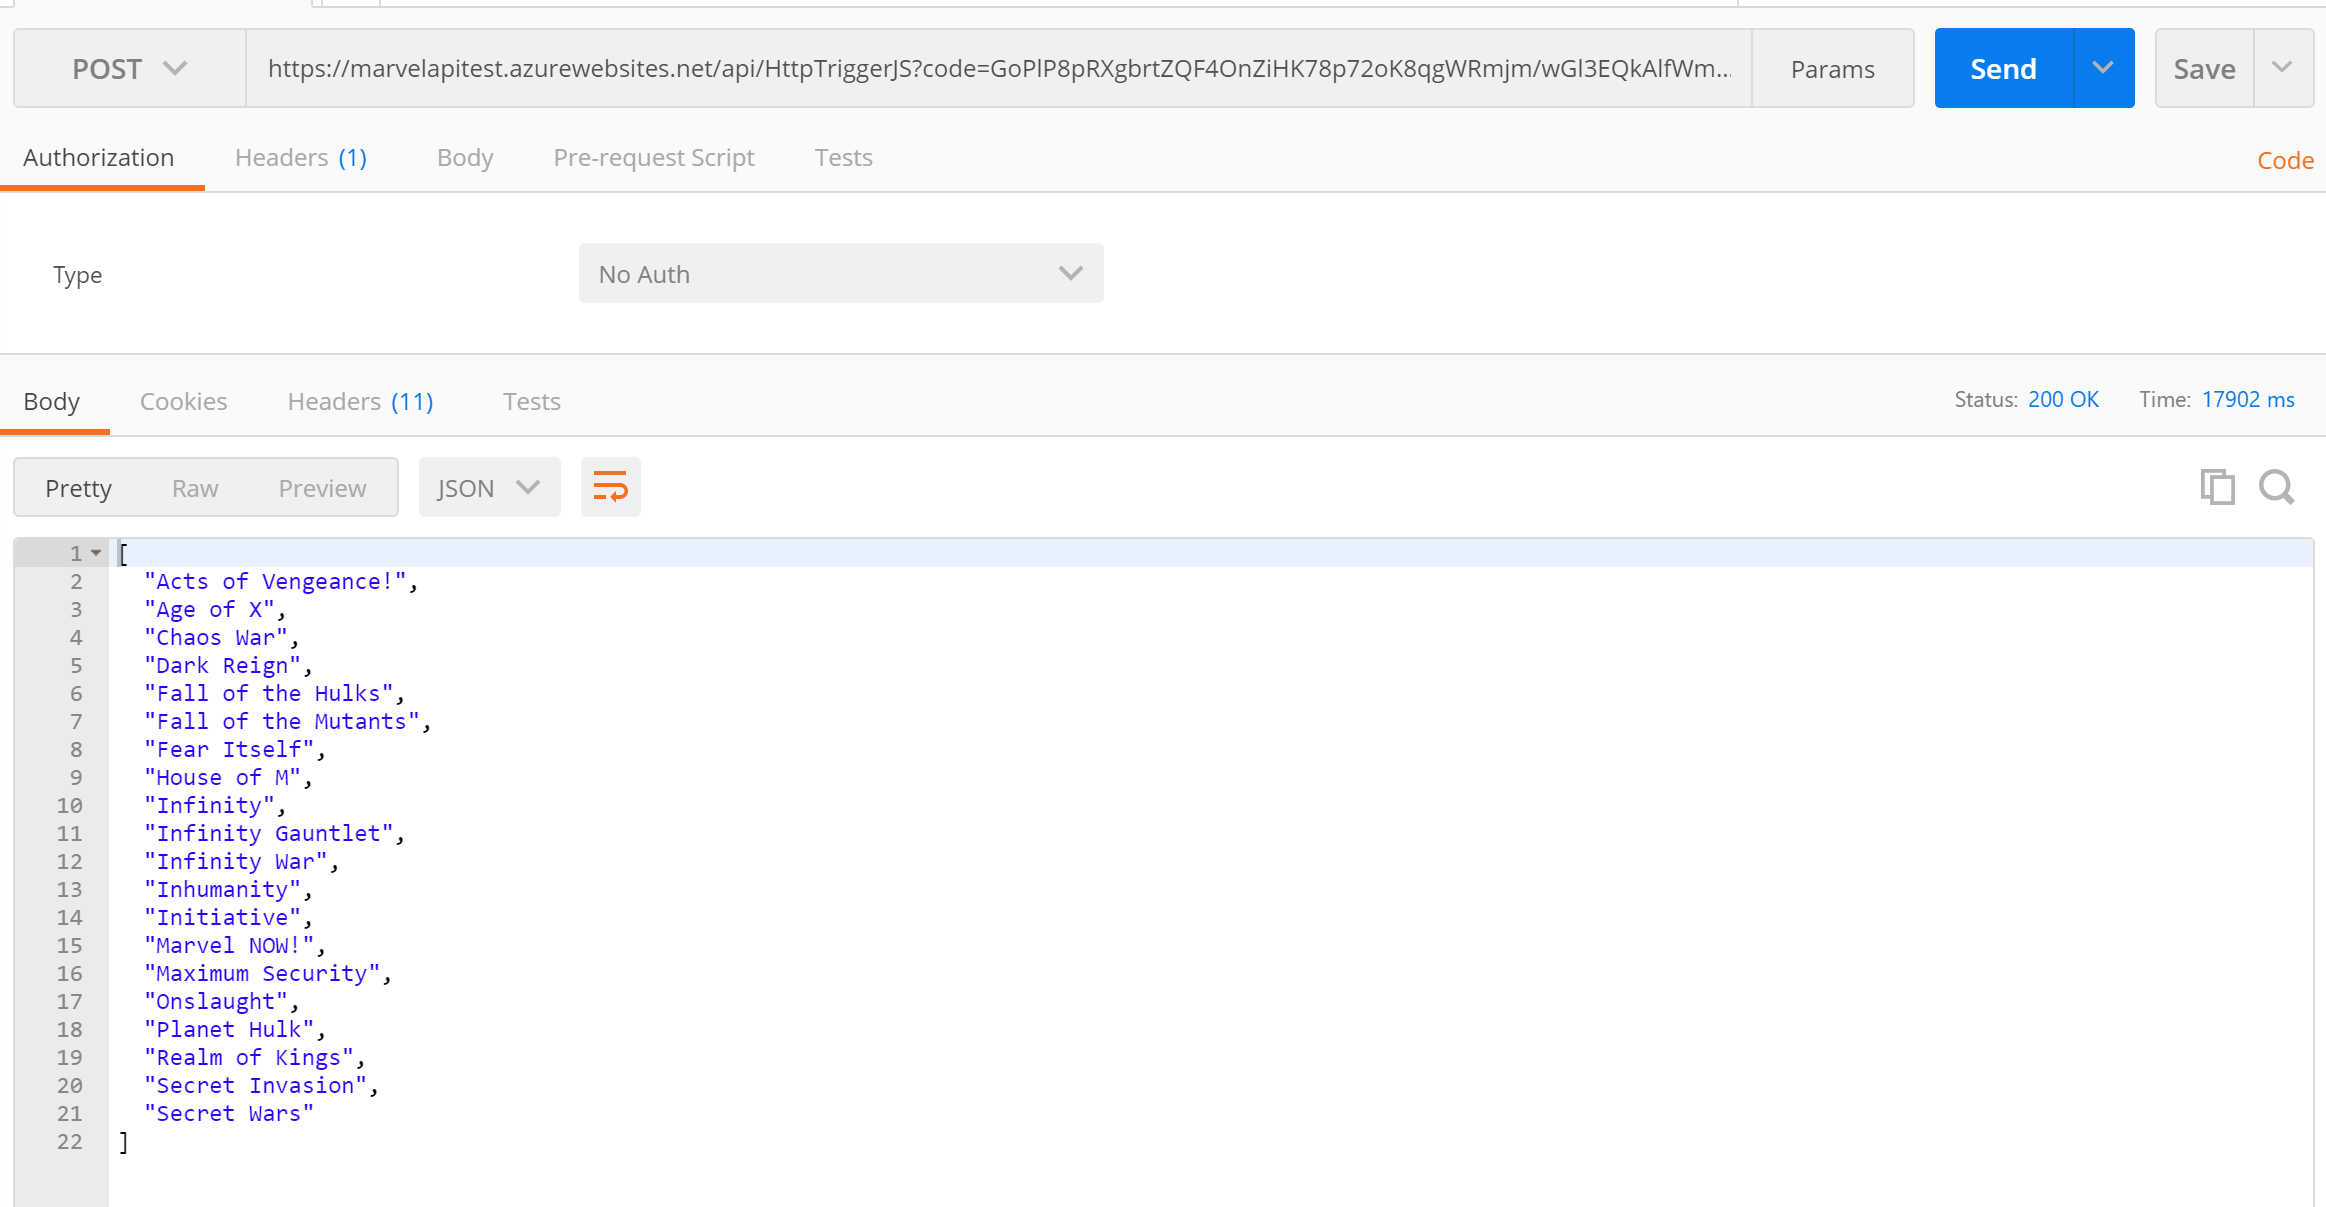 POST https://marvelapitest.azurewebsites.net/api/HttpTriggerJS?code=GoPlP8pRXgbrtZQF4OnZiHK78p72oK8qgWRmjm/wGl3EQkAlfWm... Params Send Save
Authorization Headers (1) Body Pre-request Script Tests Code
Type No Auth
Body Cookies Headers (11) Tests Status: 200 OK Time: 17902 ms
Pretty Raw Preview JSON
1 [
2 "Acts of Vengeance!",
3 "Age of X",
4 "Chaos War",
5 "Dark Reign",
6 "Fall of the Hulks",
7 "Fall of the Mutants",
8 "Fear Itself",
9 "House of M",
10 "Infinity",
11 "Infinity Gauntlet",
12 "Infinity War",
13 "Inhumanity",
14 "Initiative",
15 "Marvel NOW!",
16 "Maximum Security",
17 "Onslaught",
18 "Planet Hulk",
19 "Realm of Kings",
20 "Secret Invasion",
21 "Secret Wars"
22 ]